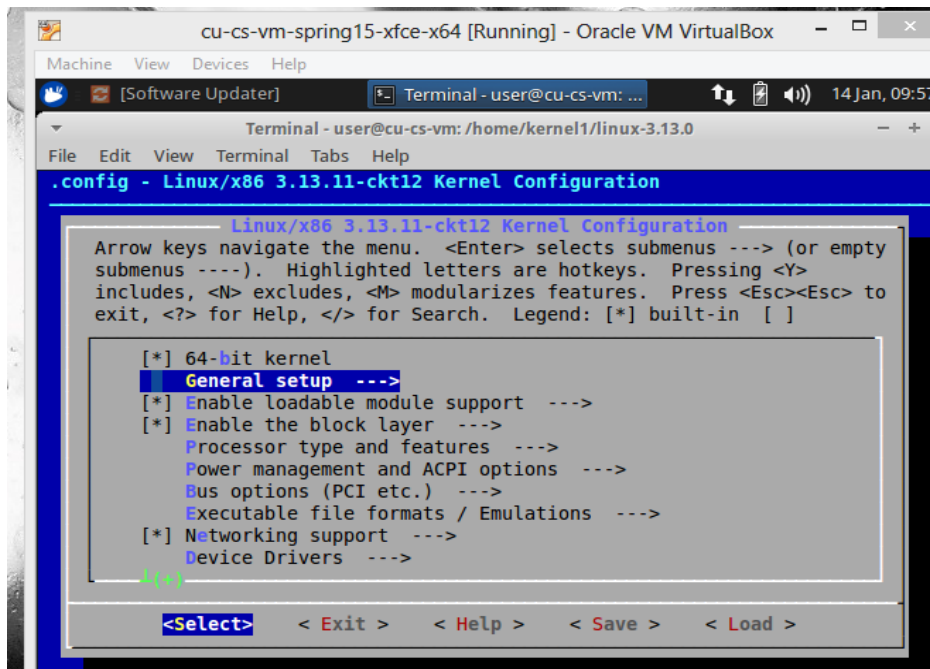 cu-cs-vm-spring15-xfce-x64 [Running] - Oracle VM VirtualBox
Machine View Devices Help
[Software Updater] Terminal - user@cu-cs-vm: ... 14 Jan, 09:57
Terminal - user@cu-cs-vm: /home/kernel1/linux-3.13.0
File Edit View Terminal Tabs Help
.config - Linux/x86 3.13.11-ckt12 Kernel Configuration
Linux/x86 3.13.11-ckt12 Kernel Configuration
Arrow keys navigate the menu. <Enter> selects submenus ---> (or empty
submenus ----). Highlighted letters are hotkeys. Pressing <Y>
includes, <N> excludes, <M> modularizes features. Press <Esc><Esc> to
exit, <?> for Help, </> for Search. Legend: [*] built-in [ ]
[*] 64-bit kernel
General setup --->
[*] Enable loadable module support --->
[*] Enable the block layer --->
Processor type and features --->
Power management and ACPI options --->
Bus options (PCI etc.) --->
Executable file formats / Emulations --->
[*] Networking support --->
Device Drivers --->
┴(+)
<Select> < Exit > < Help > < Save > < Load >